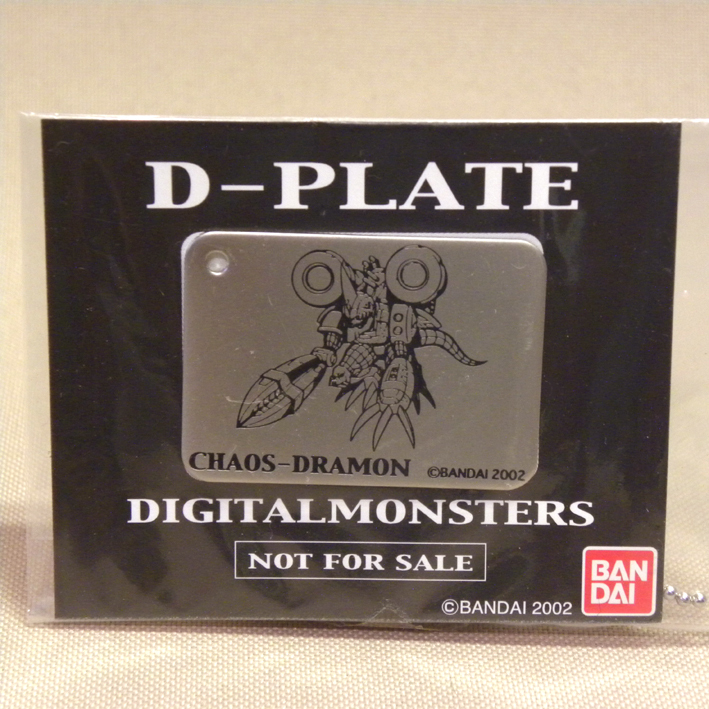 D-PLATE
CHAOS-DRAMON ©BANDAI 2002
DIGITALMONSTERS
NOT FOR SALE
BAN
DAI
©BANDAI 2002